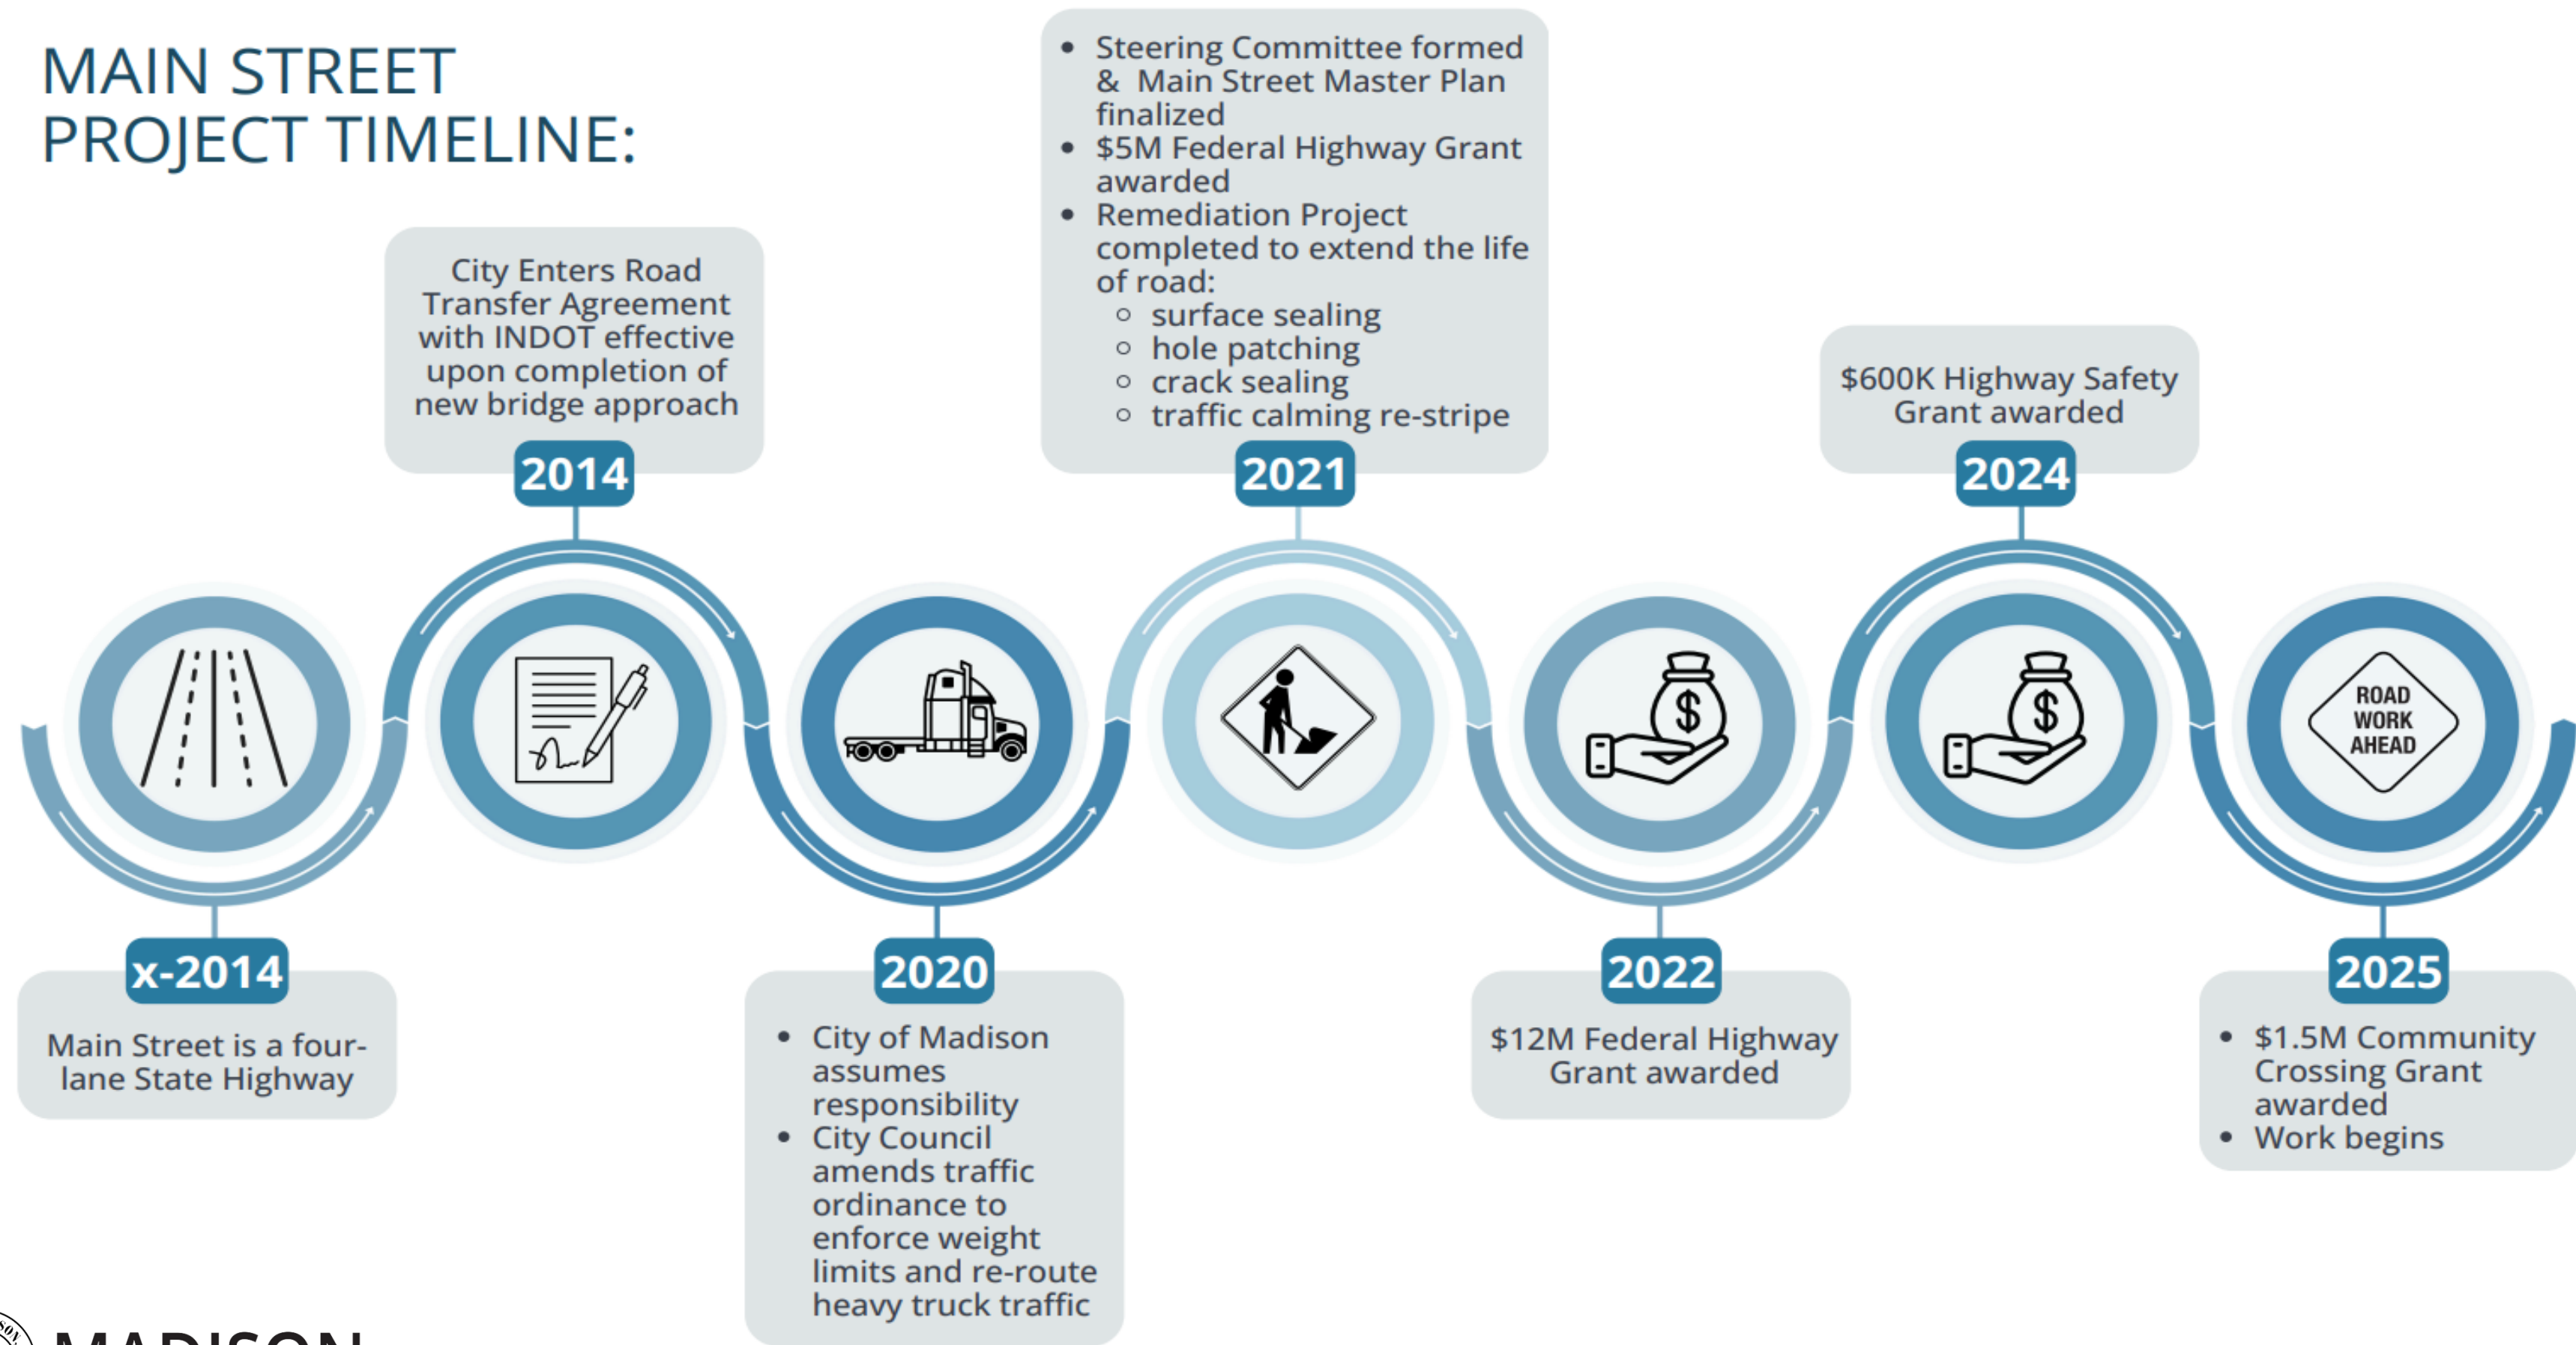 MAIN STREET
PROJECT TIMELINE:
x-2014
Main Street is a four-
lane State Highway
City Enters Road
Transfer Agreement
with INDOT effective
upon completion of
new bridge approach
2014
2020
• City of Madison
assumes
responsibility
• City Council
amends traffic
ordinance to
enforce weight
limits and re-route
heavy truck traffic
• Steering Committee formed
& Main Street Master Plan
finalized
• $5M Federal Highway Grant
awarded
• Remediation Project
completed to extend the life
of road:
○ surface sealing
○ hole patching
○ crack sealing
○ traffic calming re-stripe
2021
$
2022
$12M Federal Highway
Grant awarded
$600K Highway Safety
Grant awarded
2024
$
ROAD
WORK
AHEAD
2025
• $1.5M Community
Crossing Grant
awarded
• Work begins
MADISON